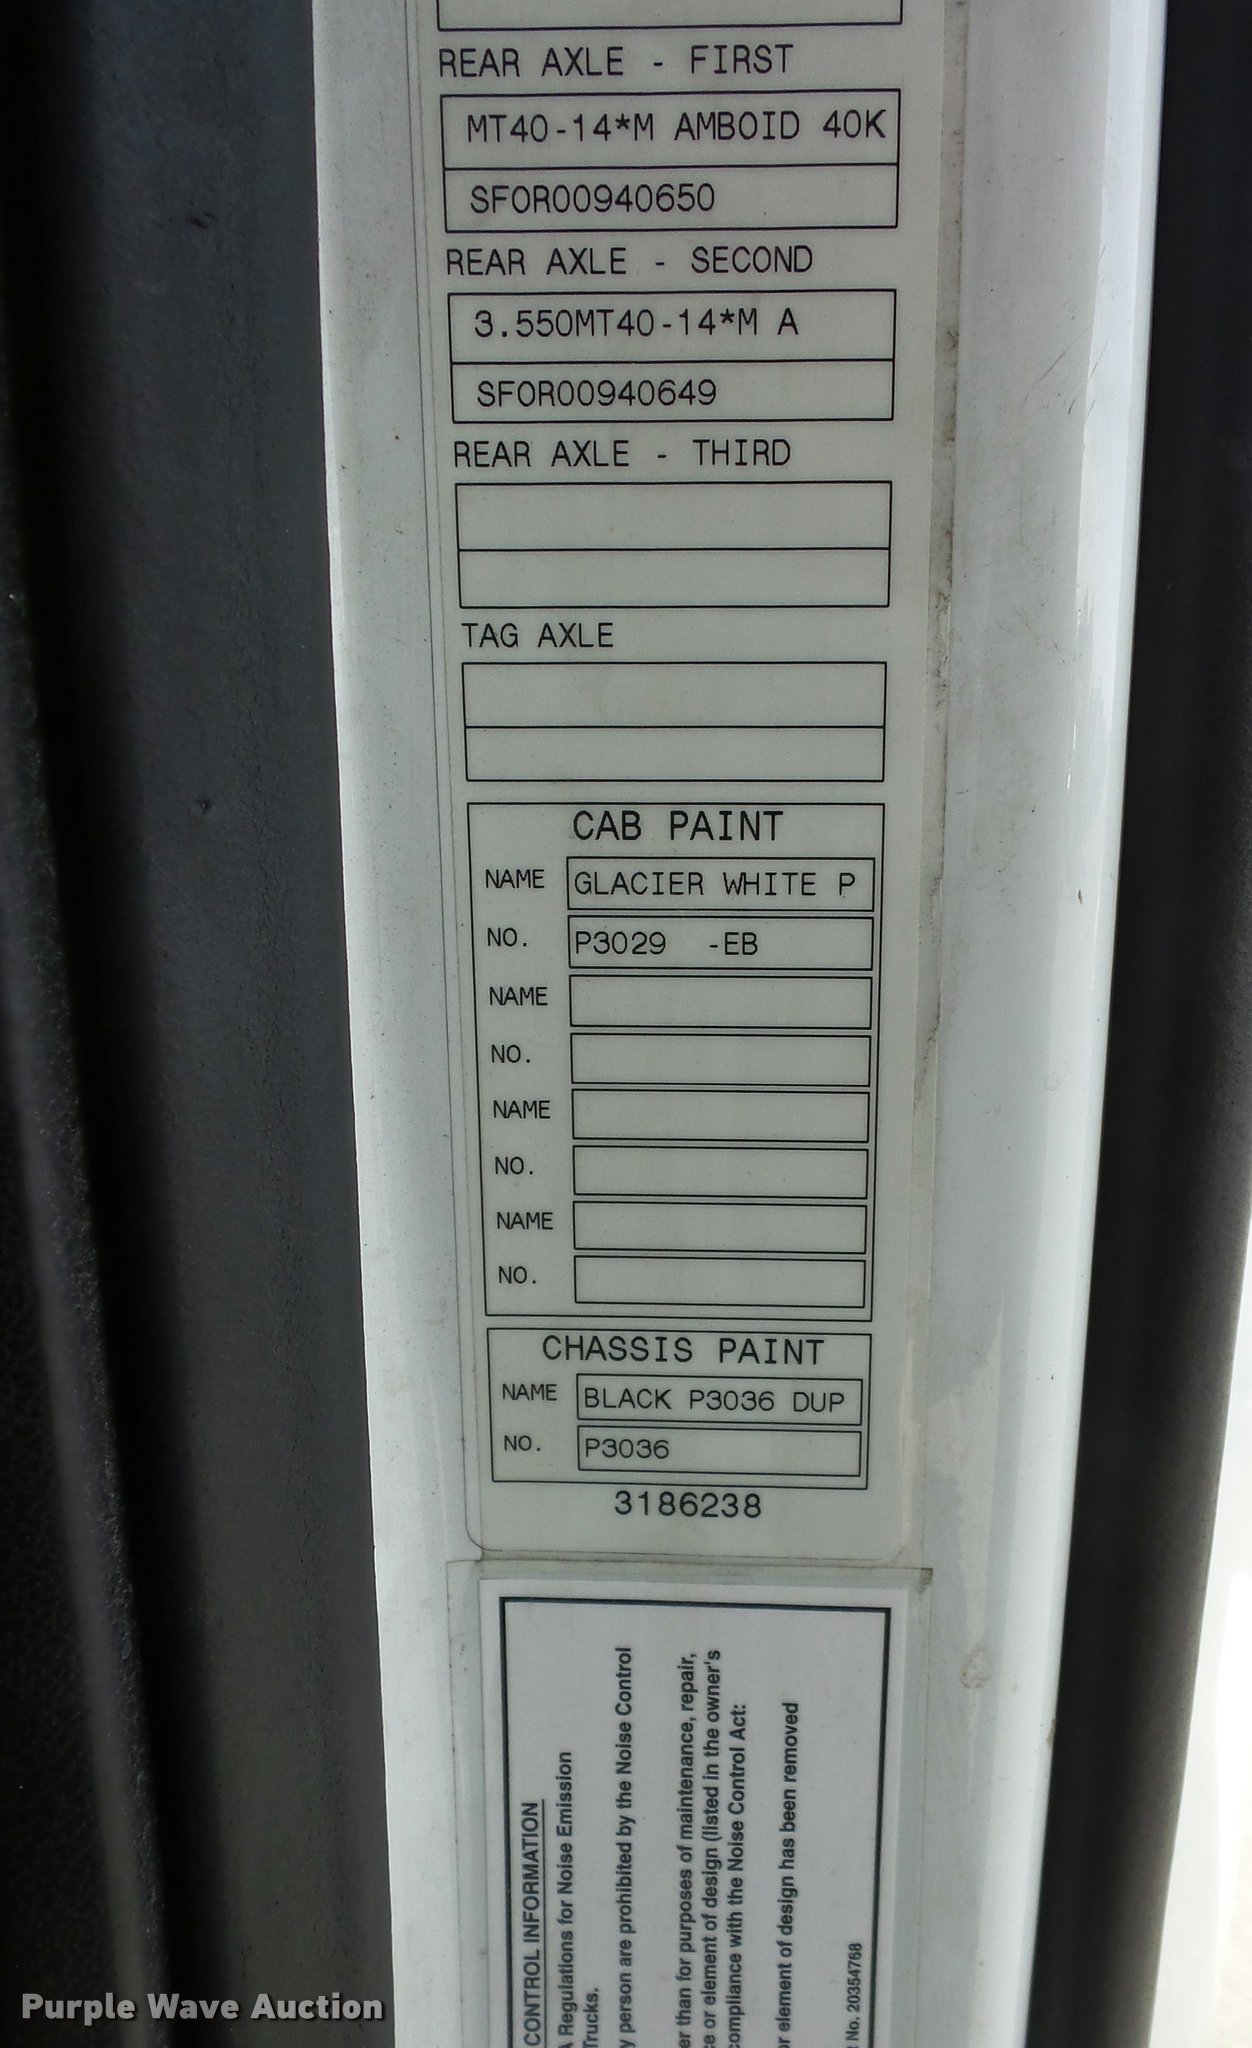 REAR AXLE - FIRST
MT40-14*M AMBOID 40K
SFOR00940650
REAR AXLE - SECOND
3.550MT40-14*M A
SFOR00940649
REAR AXLE - THIRD
TAG AXLE
CAB PAINT
NAME GLACIER WHITE P
NO. P3029 -EB
NAME
NO.
NAME
NO.
NAME
NO.
CHASSIS PAINT
NAME BLACK P3036 DUP
NO. P3036
3186238
CONTROL INFORMATION
A Regulations for Noise Emission
Trucks.
y person are prohibited by the Noise Control
er than for purposes of maintenance, repair,
ce or element of design (listed in the owner's
compliance with the Noise Control Act:
or element of design has been removed
t No. 20354768
Purple Wave Auction